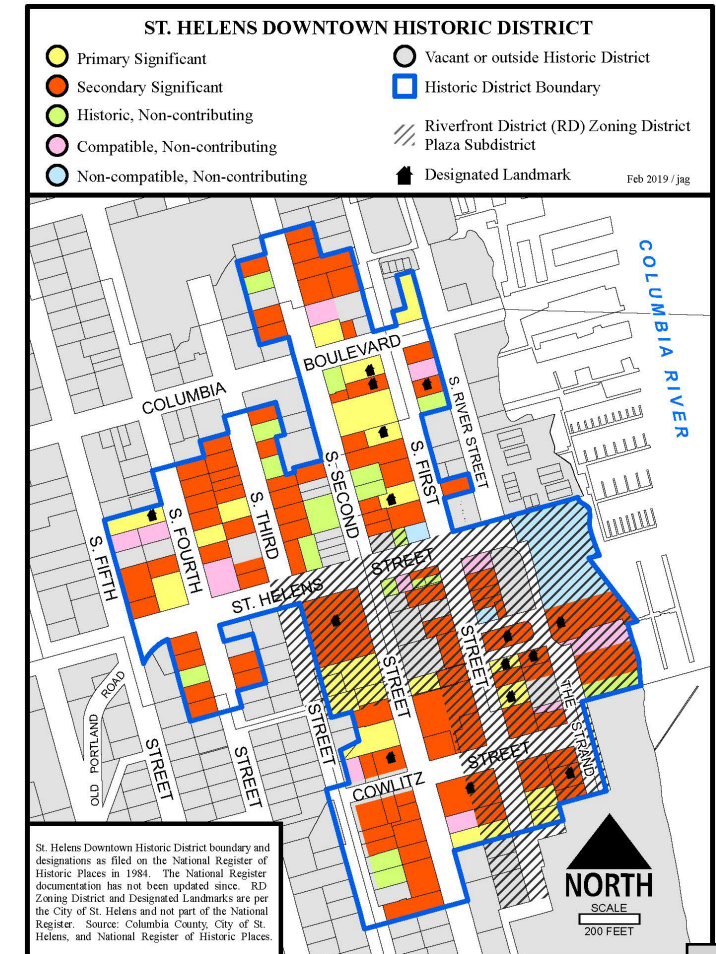 ST. HELENS DOWNTOWN HISTORIC DISTRICT
Primary Significant
Secondary Significant
Historic, Non-contributing
Compatible, Non-contributing
Non-compatible, Non-contributing
Vacant or outside Historic District
Historic District Boundary
Riverfront District (RD) Zoning District
Plaza Subdistrict
Designated Landmark
Feb 2019 / jag
COLUMBIA RIVER
COLUMBIA
BOULEVARD
S. RIVER STREET
S. FIRST
S. SECOND
S. THIRD
S. FOURTH
S. FIFTH
ST. HELENS
STREET
STREET
STREET
THE STRAND
STREET
STREET
COWLITZ
STREET
STREET
OLD PORTLAND
ROAD
St. Helens Downtown Historic District boundary and
designations as filed on the National Register of
Historic Places in 1984. The National Register
documentation has not been updated since. RD
Zoning District and Designated Landmarks are per
the City of St. Helens and not part of the National
Register. Source: Columbia County, City of St.
Helens, and National Register of Historic Places.
NORTH
SCALE
200 FEET